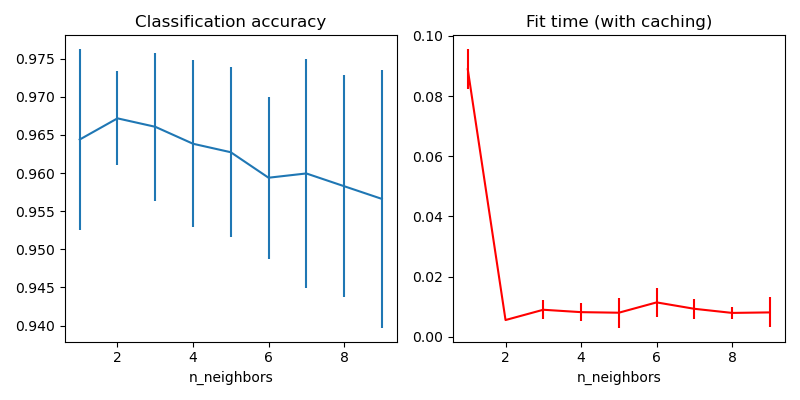 Classification accuracy
0.975
0.970
0.965
0.960
0.955
0.950
0.945
0.940
2 4 6 8
n_neighbors
Fit time (with caching)
0.10
0.08
0.06
0.04
0.02
0.00
2 4 6 8
n_neighbors